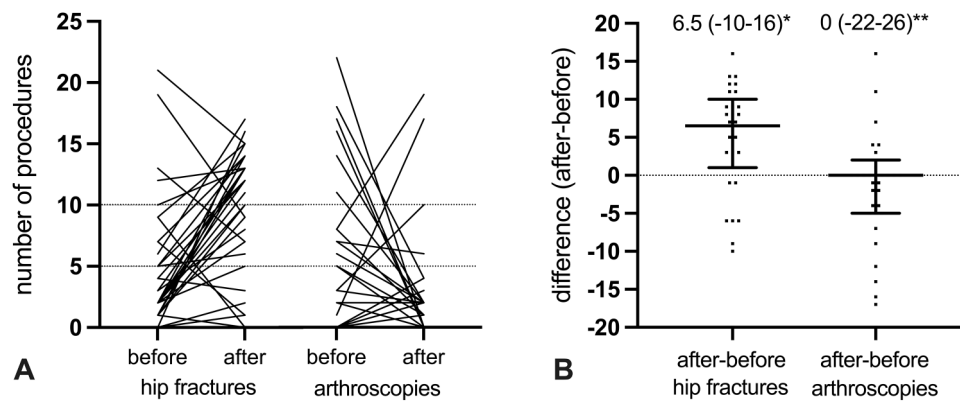 25
20
15
10
5
0
number of procedures
before after before after
hip fractures arthroscopies
A
6.5 (-10-16)* 0 (-22-26)**
20
15
10
5
0
-5
-10
-15
-20
difference (after-before)
after-before after-before
hip fractures arthroscopies
B